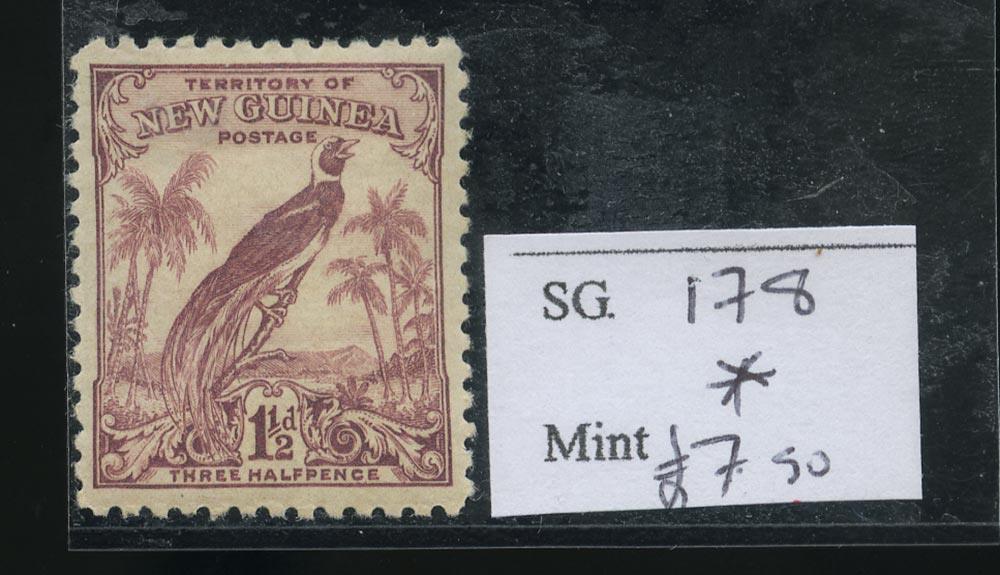 TERRITORY OF
NEW GUINEA
POSTAGE
1½d
THREE HALFPENCE
SG. 178
*
Mint £7.50